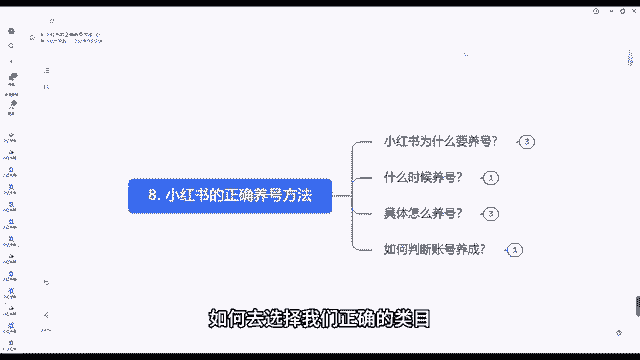 小红书为什么要养号？ 3
什么时候养号？ 1
8. 小红书的正确养号方法
具体怎么养号？ 3
如何判断账号养成？ 1
如何去选择我们正确的类目